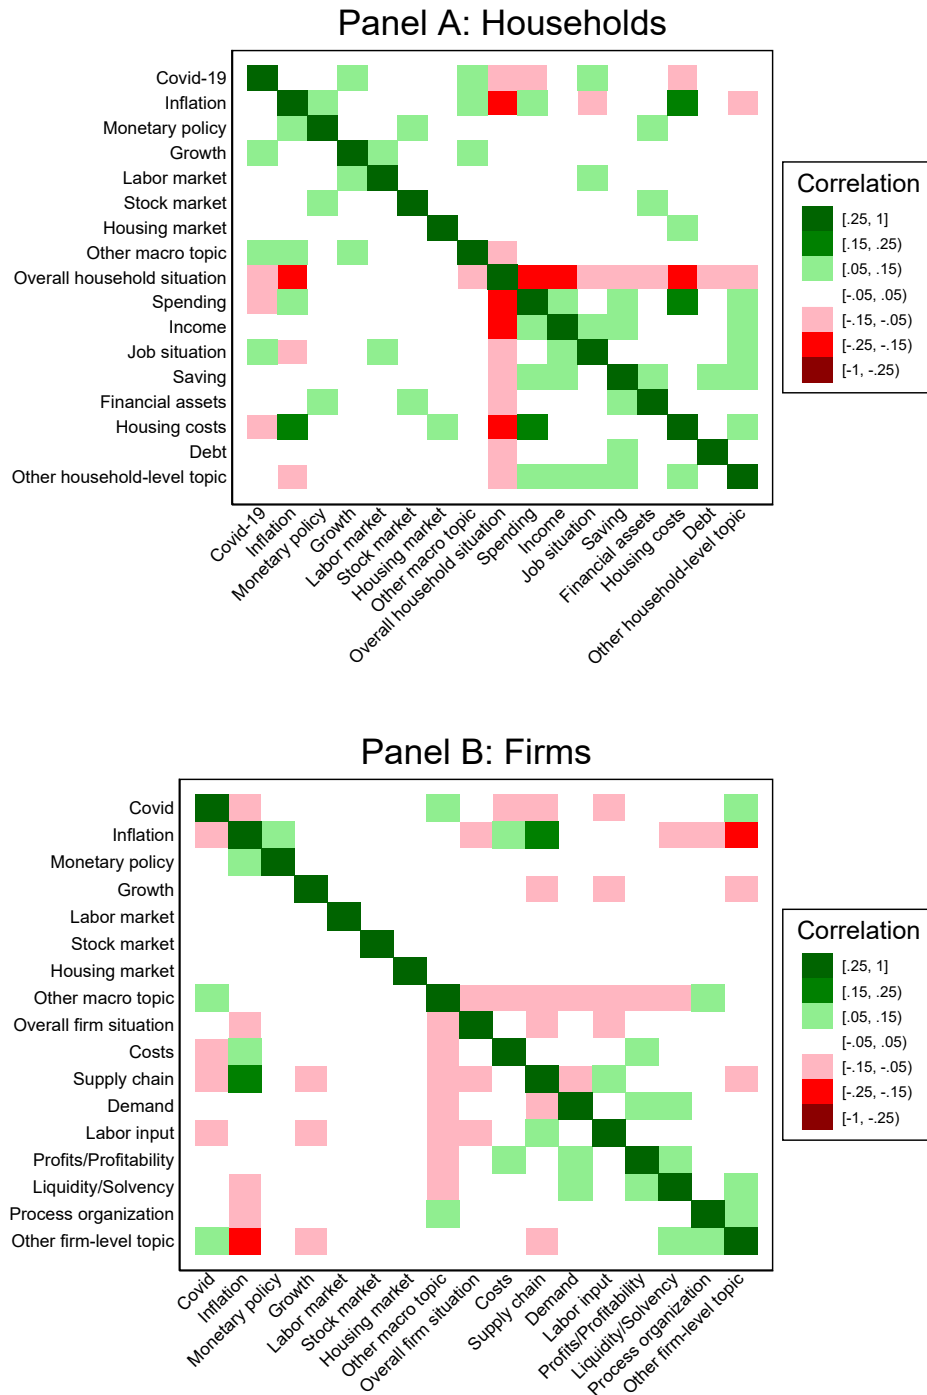 Panel A: Households
Covid-19
Inflation
Monetary policy
Growth
Labor market
Stock market
Housing market
Other macro topic
Overall household situation
Spending
Income
Job situation
Saving
Financial assets
Housing costs
Debt
Other household-level topic
Covid-19
Inflation
Monetary policy
Growth
Labor market
Stock market
Housing market
Other macro topic
Overall household situation
Spending
Income
Job situation
Saving
Financial assets
Housing costs
Debt
Other household-level topic
Correlation
[.25, 1]
[.15, .25)
[.05, .15)
[-.05, .05)
[-.15, -.05)
[-.25, -.15)
[-1, -.25)
Panel B: Firms
Covid
Inflation
Monetary policy
Growth
Labor market
Stock market
Housing market
Other macro topic
Overall firm situation
Costs
Supply chain
Demand
Labor input
Profits/Profitability
Liquidity/Solvency
Process organization
Other firm-level topic
Covid
Inflation
Monetary policy
Growth
Labor market
Stock market
Housing market
Other macro topic
Overall firm situation
Costs
Supply chain
Demand
Labor input
Profits/Profitability
Liquidity/Solvency
Process organization
Other firm-level topic
Correlation
[.25, 1]
[.15, .25)
[.05, .15)
[-.05, .05)
[-.15, -.05)
[-.25, -.15)
[-1, -.25)